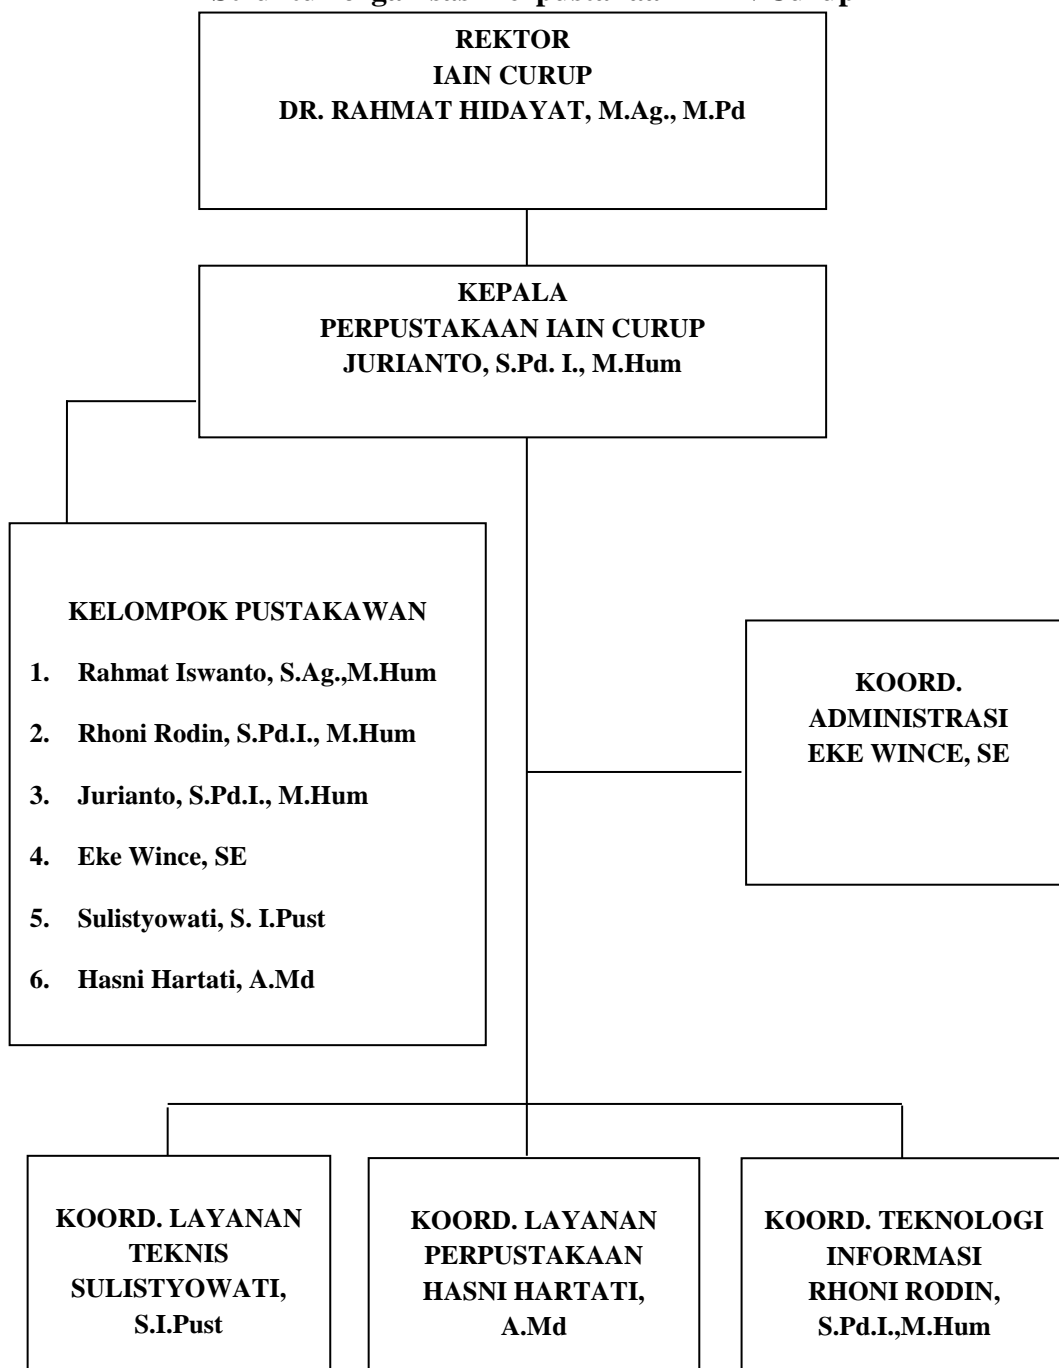 REKTOR
IAIN CURUP
DR. RAHMAT HIDAYAT, M.Ag., M.Pd
KEPALA
PERPUSTAKAAN IAIN CURUP
JURIANTO, S.Pd. I., M.Hum
KELOMPOK PUSTAKAWAN
1. Rahmat Iswanto, S.Ag.,M.Hum
2. Rhoni Rodin, S.Pd.I., M.Hum
3. Jurianto, S.Pd.I., M.Hum
4. Eke Wince, SE
5. Sulistyowati, S. I.Pust
6. Hasni Hartati, A.Md
KOORD.
ADMINISTRASI
EKE WINCE, SE
KOORD. LAYANAN
TEKNIS
SULISTYOWATI,
S.I.Pust
KOORD. LAYANAN
PERPUSTAKAAN
HASNI HARTATI,
A.Md
KOORD. TEKNOLOGI
INFORMASI
RHONI RODIN,
S.Pd.I.,M.Hum